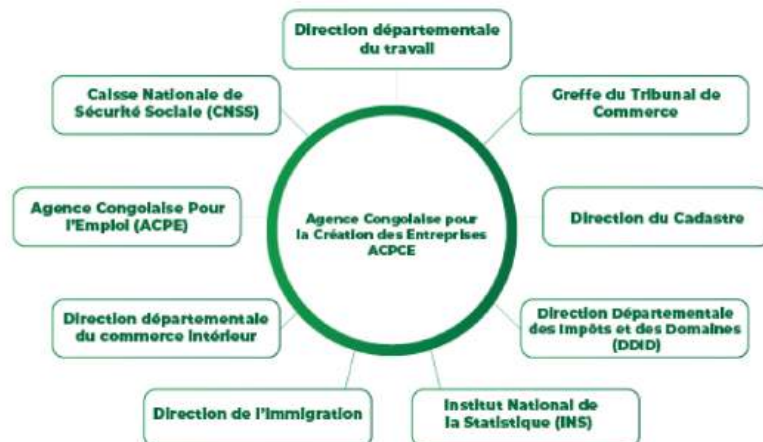 Direction départementale
du travail
Caisse Nationale de
Sécurité Sociale (CNSS)
Greffe du Tribunal de
Commerce
Agence Congolaise Pour
l'Emploi (ACPE)
Agence Congolaise pour
la Création des Entreprises
ACPCE
Direction du Cadastre
Direction département​ale
du commerce intérieur
Direction Départementale
des Impôts et des Domaines
(DDID)
Direction de l'Immigration
Institut National de
la Statistique (INS)